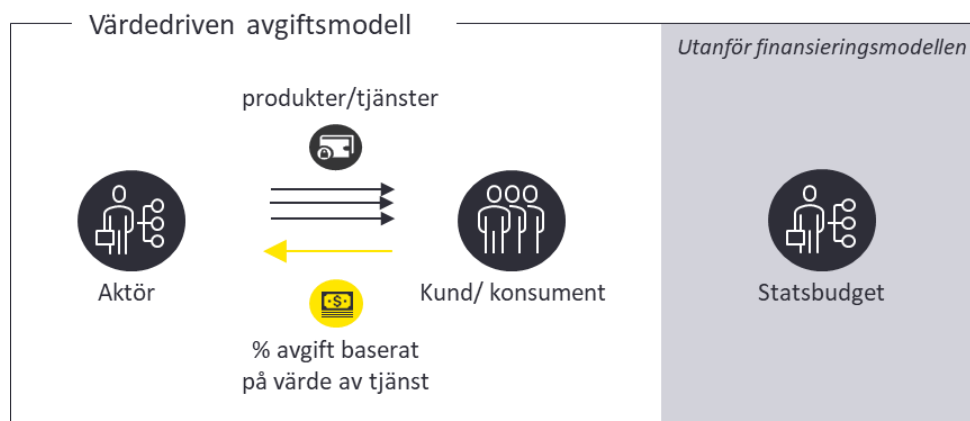 Värdedriven avgiftsmodell
Utanför finansieringsmodellen
produkter/tjänster
Aktör
Kund/ konsument
Statsbudget
$
% avgift baserat
på värde av tjänst